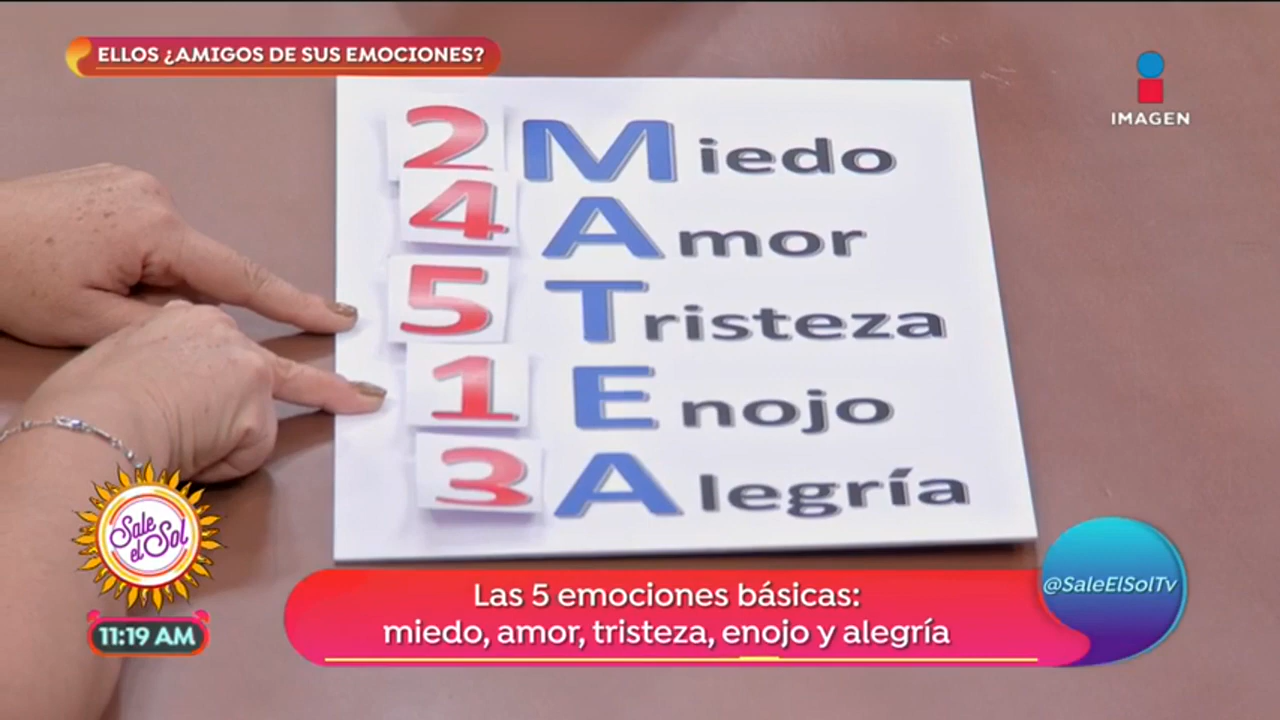 ELLOS ¿AMIGOS DE SUS EMOCIONES?
IMAGEN
2 Miedo
4 Amor
5 Tristeza
1 Enojo
3 Alegría
Sale
el Sol
11:19 AM
Las 5 emociones básicas:
miedo, amor, tristeza, enojo y alegría
@SaleElSolTv